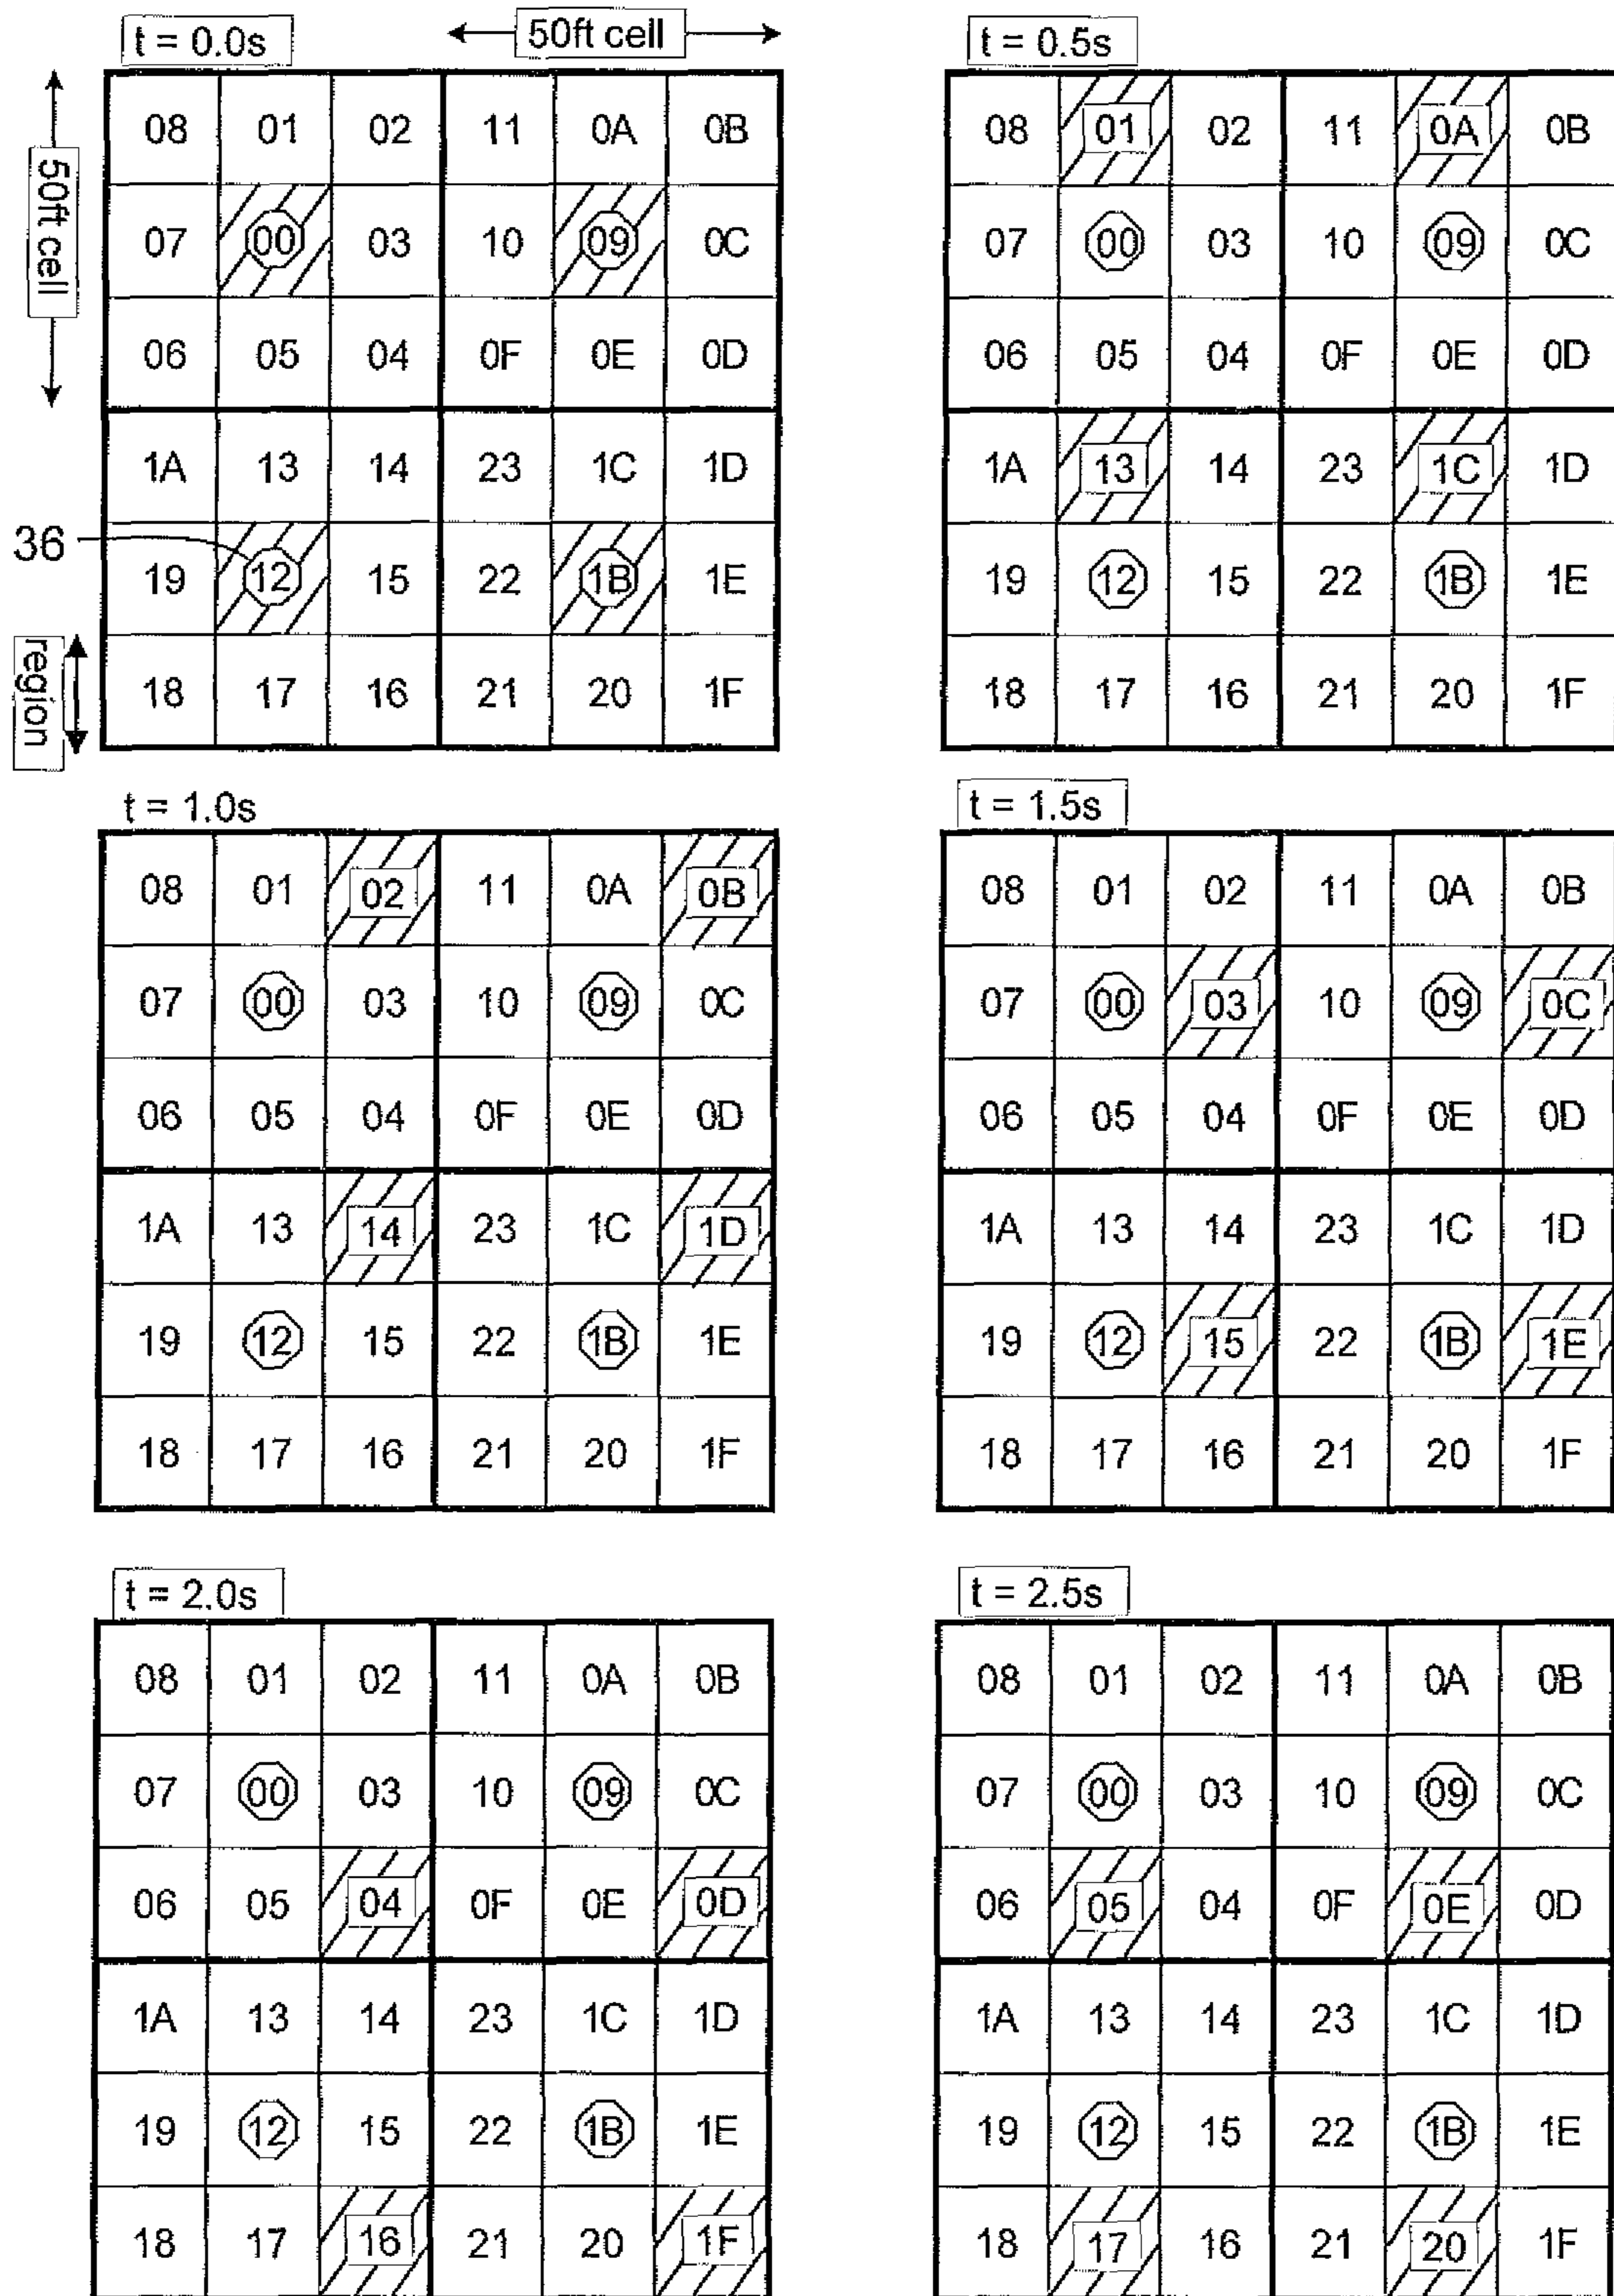 t = 0.0s
50ft cell
50ft cell
08 01 02 11 0A 0B
07 00 03 10 09 0C
06 05 04 0F 0E 0D
1A 13 14 23 1C 1D
36
19 12 15 22 1B 1E
region
18 17 16 21 20 1F
t = 0.5s
08 01 02 11 0A 0B
07 00 03 10 09 0C
06 05 04 0F 0E 0D
1A 13 14 23 1C 1D
19 12 15 22 1B 1E
18 17 16 21 20 1F
t = 1.0s
08 01 02 11 0A 0B
07 00 03 10 09 0C
06 05 04 0F 0E 0D
1A 13 14 23 1C 1D
19 12 15 22 1B 1E
18 17 16 21 20 1F
t = 1.5s
08 01 02 11 0A 0B
07 00 03 10 09 0C
06 05 04 0F 0E 0D
1A 13 14 23 1C 1D
19 12 15 22 1B 1E
18 17 16 21 20 1F
t = 2.0s
08 01 02 11 0A 0B
07 00 03 10 09 0C
06 05 04 0F 0E 0D
1A 13 14 23 1C 1D
19 12 15 22 1B 1E
18 17 16 21 20 1F
t = 2.5s
08 01 02 11 0A 0B
07 00 03 10 09 0C
06 05 04 0F 0E 0D
1A 13 14 23 1C 1D
19 12 15 22 1B 1E
18 17 16 21 20 1F